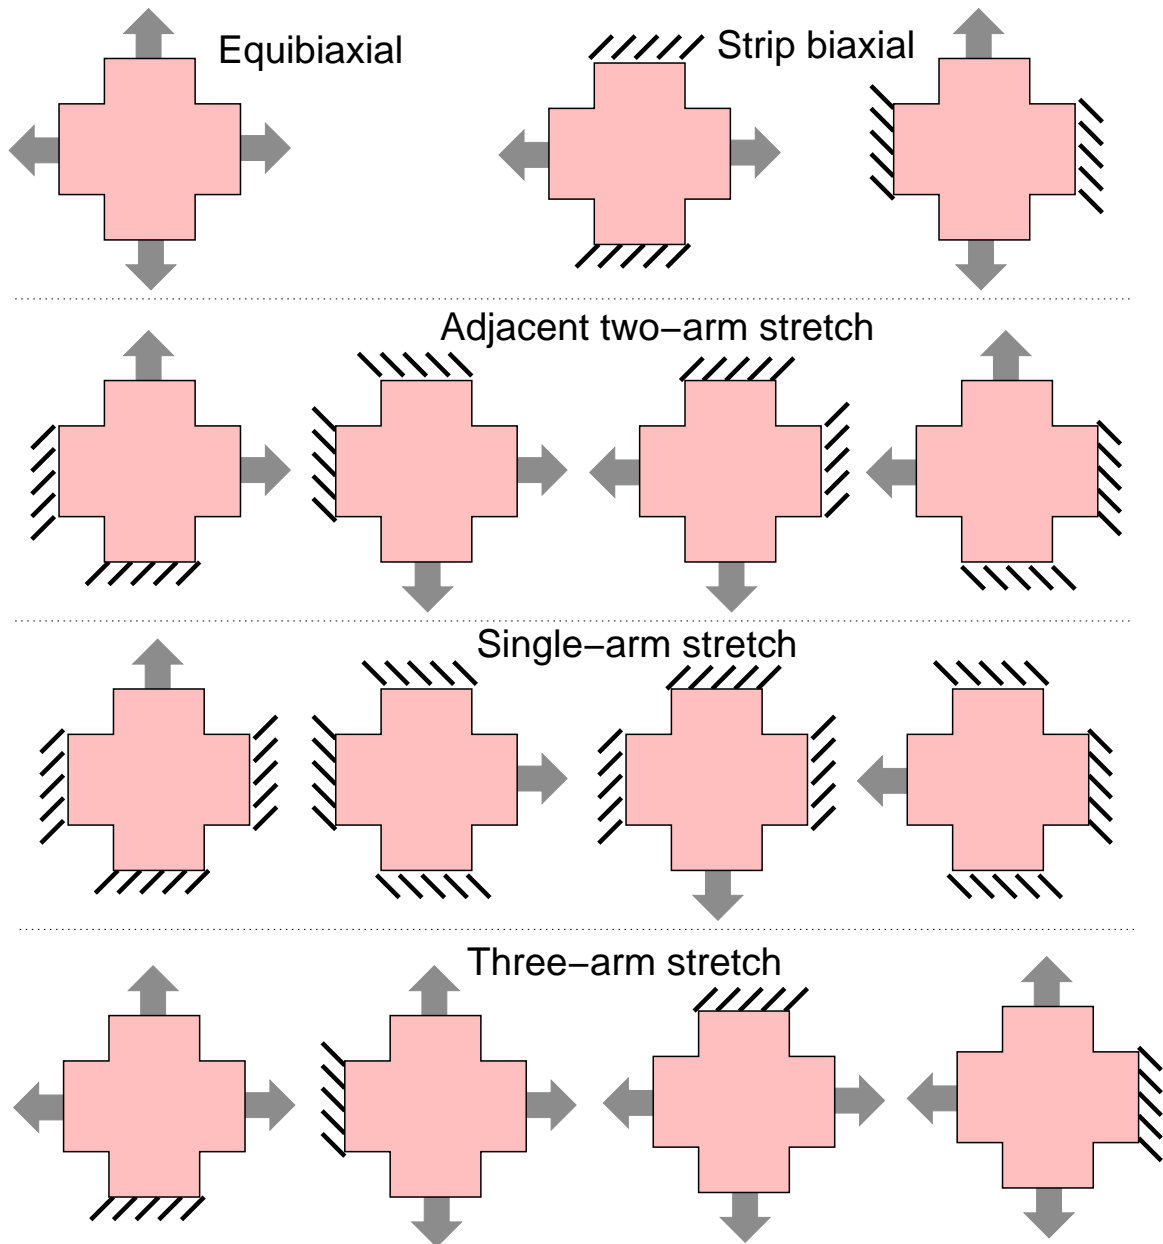 Equibiaxial
Strip biaxial
Adjacent two−arm stretch
Single−arm stretch
Three−arm stretch